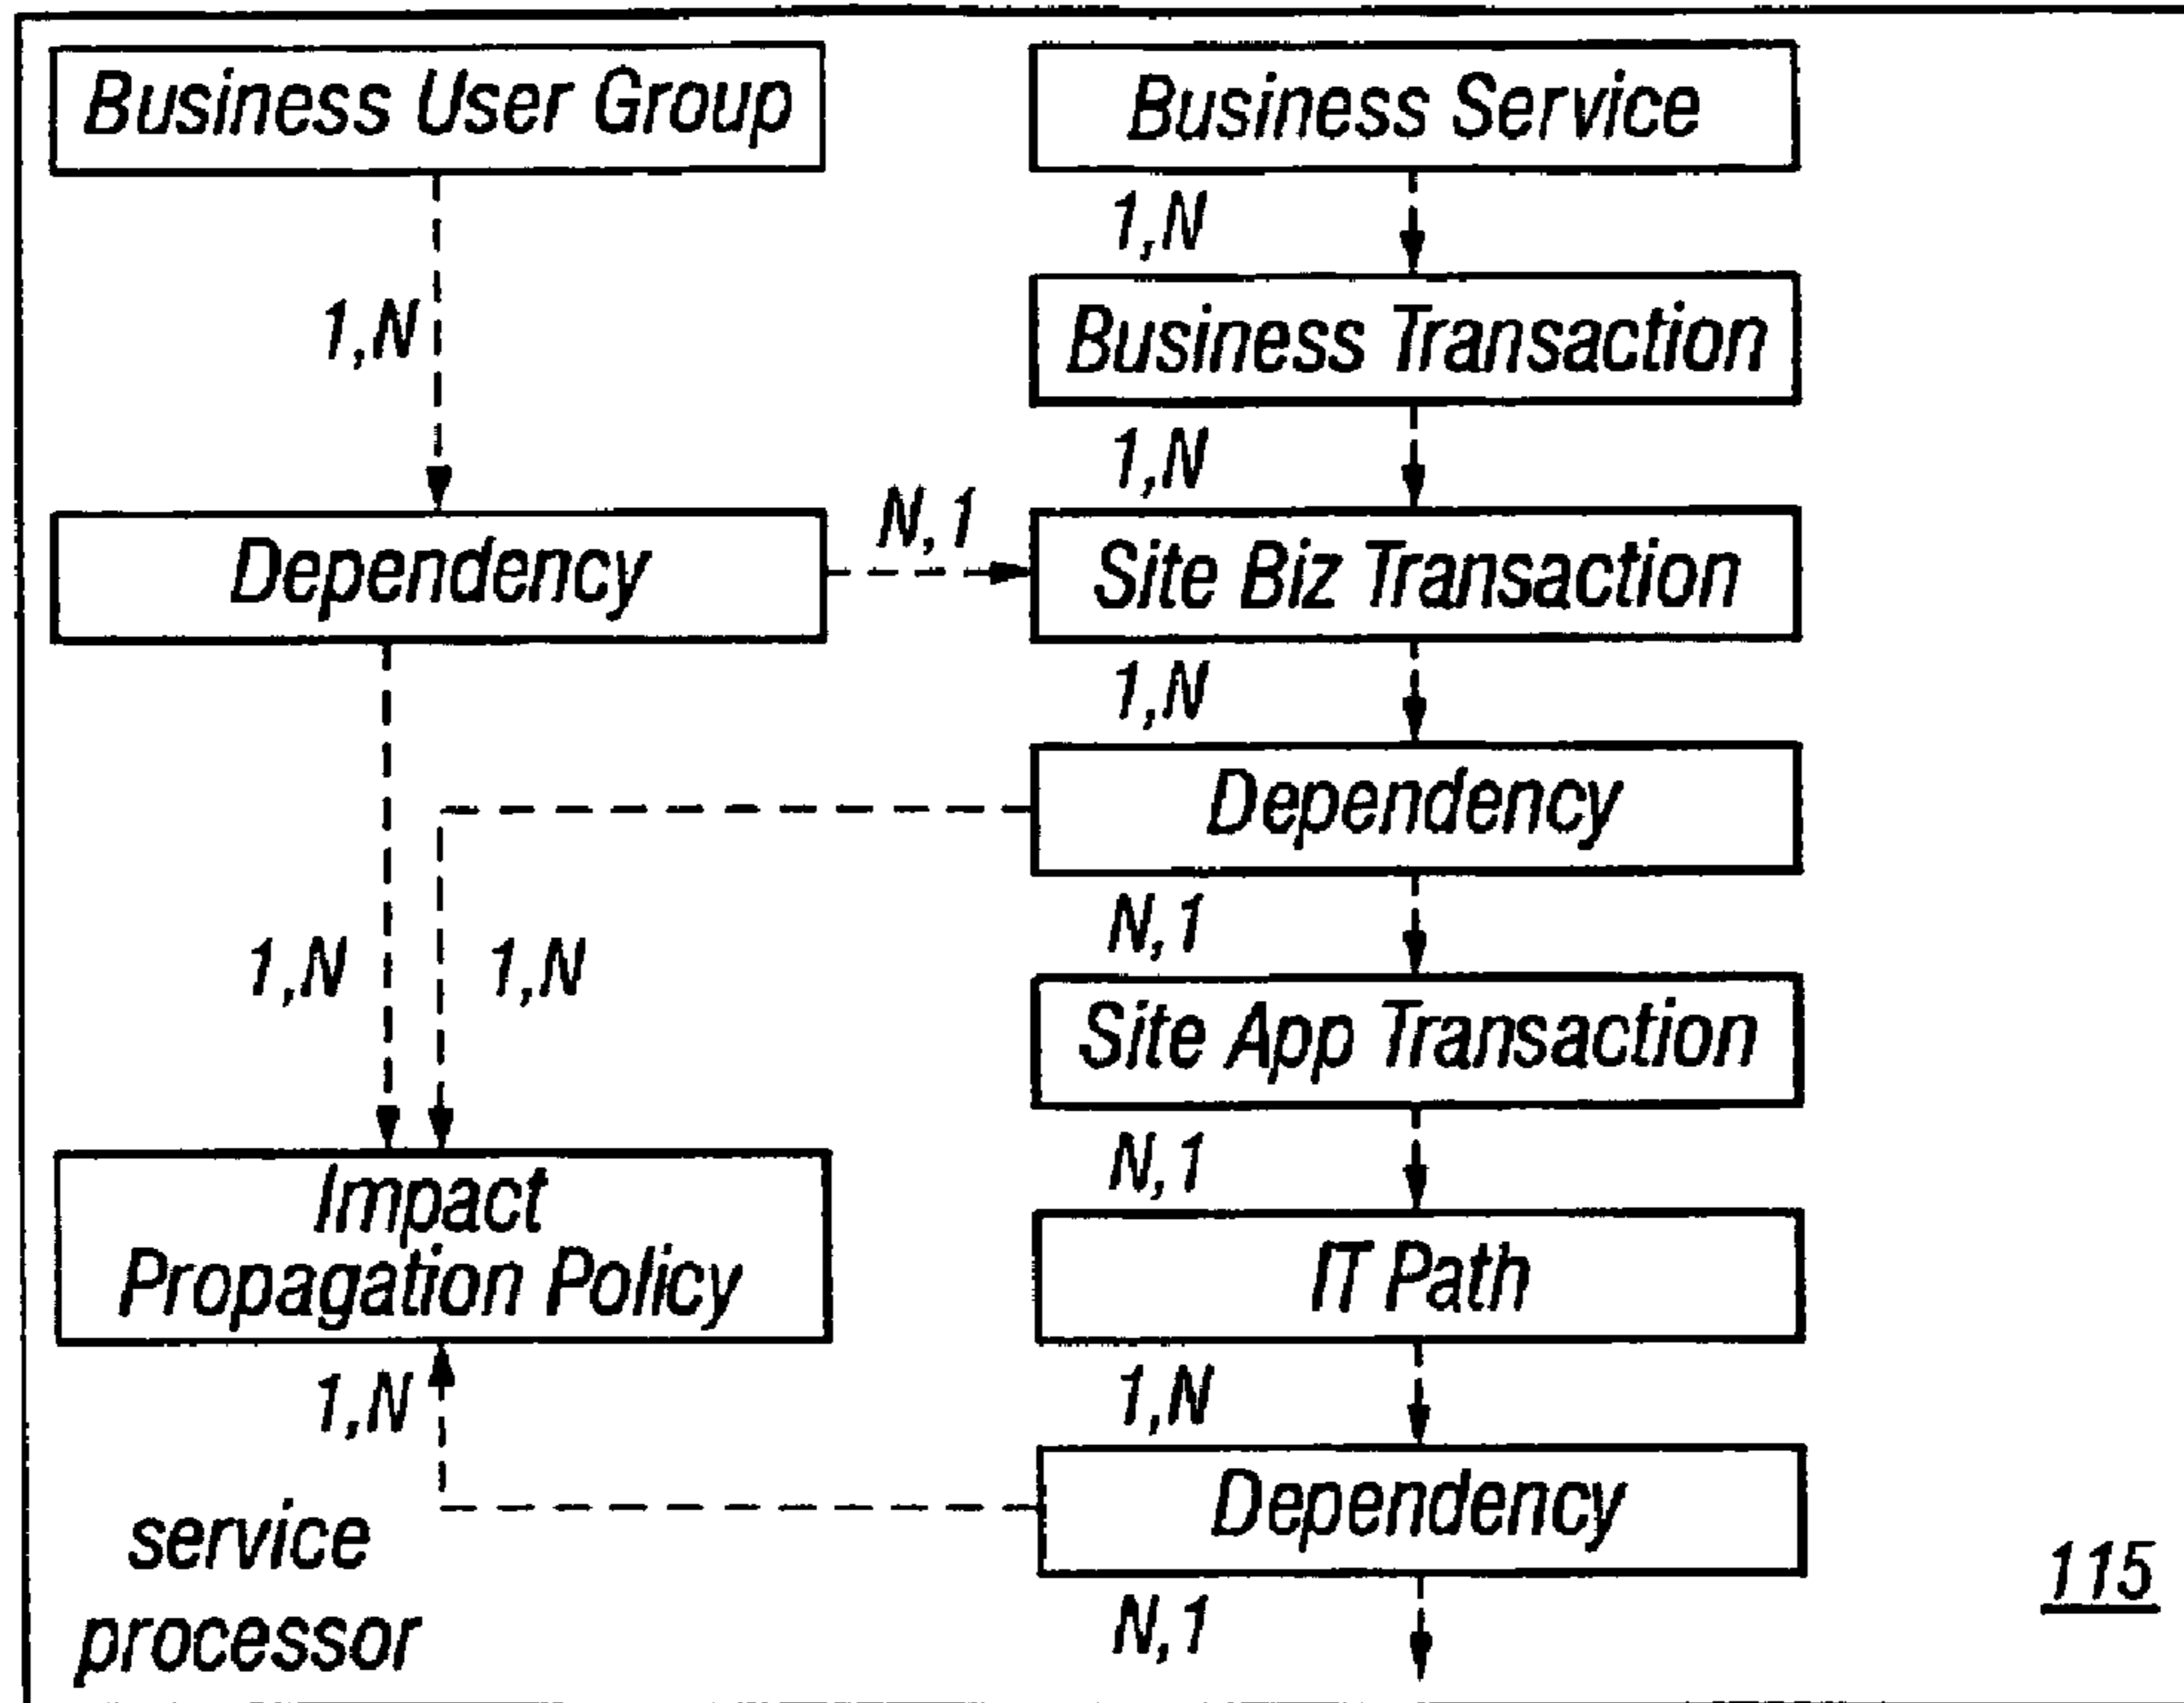 Business User Group
Business Service
1,N
Business Transaction
1,N
1,N
N,1
Dependency
Site Biz Transaction
1,N
Dependency
N,1
1,N
1,N
Site App Transaction
N,1
Impact
Propagation Policy
IT Path
1,N
1,N
Dependency
service
processor
N,1
115